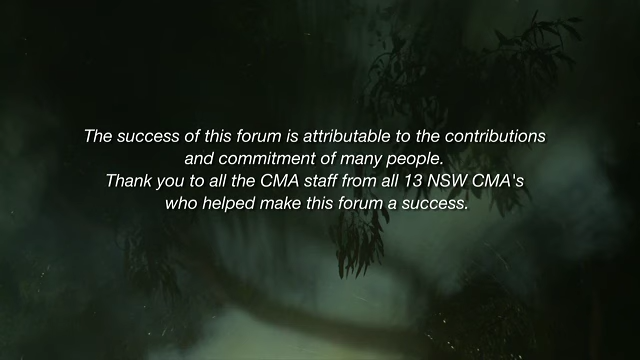 The success of this forum is attributable to the contributions
and commitment of many people.
Thank you to all the CMA staff from all 13 NSW CMA's
who helped make this forum a success.